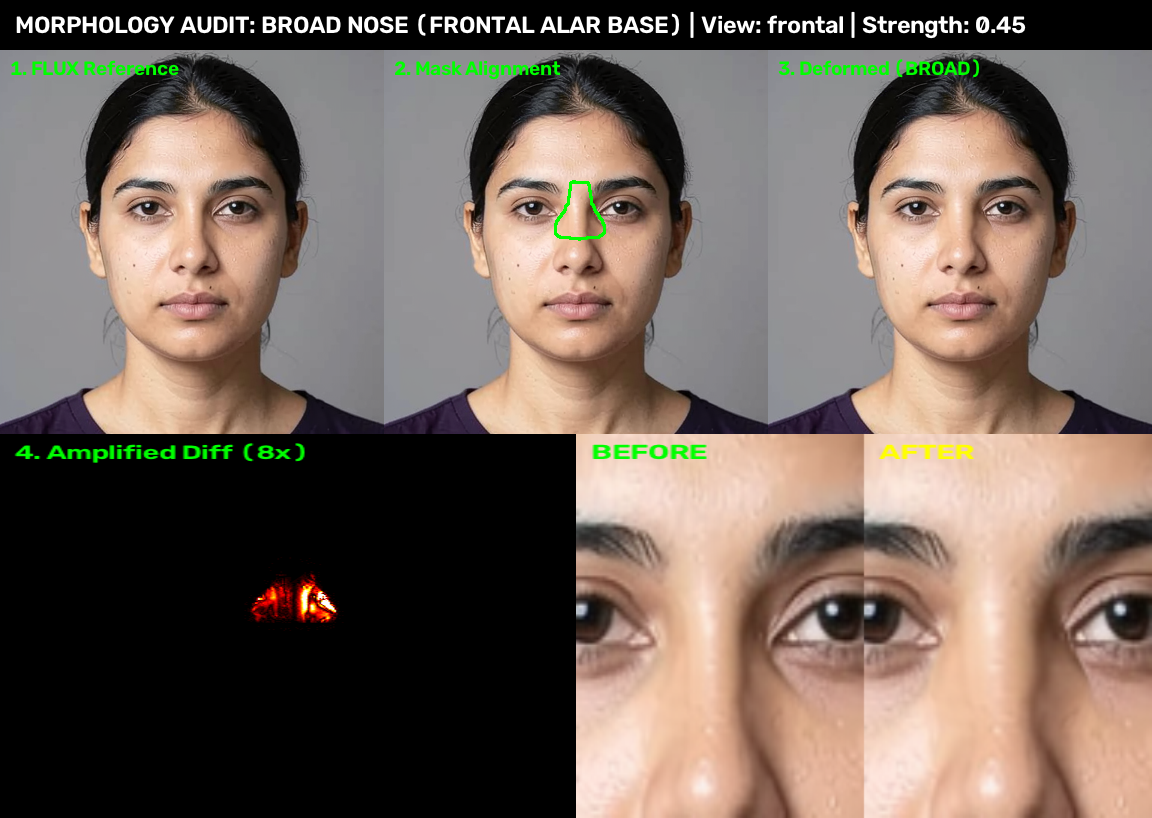 MORPHOLOGY AUDIT: BROAD NOSE (FRONTAL ALAR BASE) | View: frontal | Strength: 0.45
1. FLUX Reference
2. Mask Alignment
3. Deformed (BROAD)
4. Amplified Diff (8x)
BEFORE
AFTER